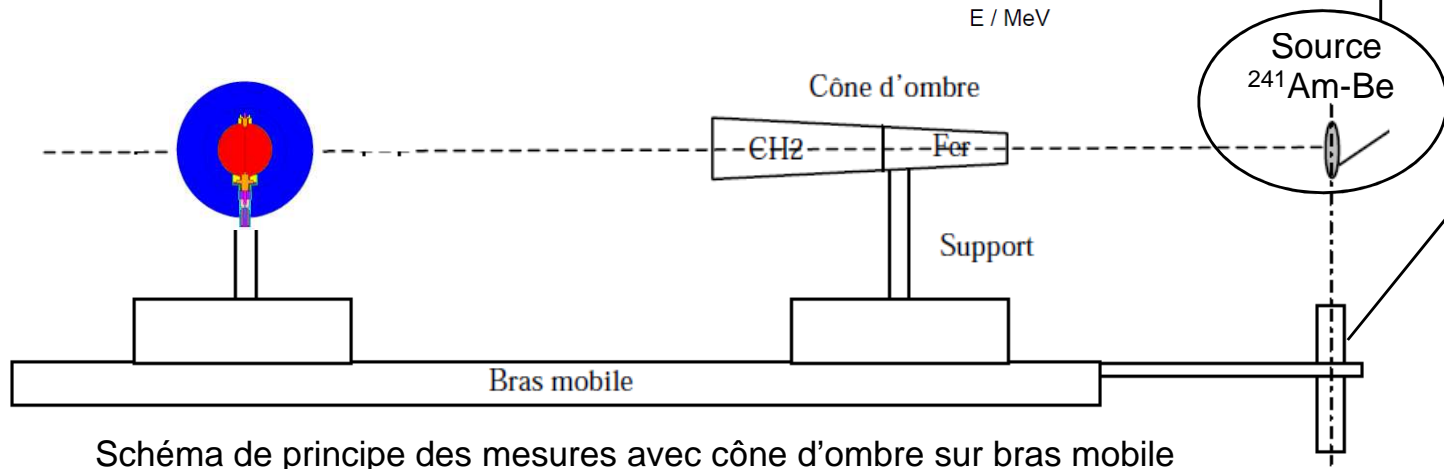 E / MeV
Source
²⁴¹Am-Be
Cône d'ombre
CH2
Fer
Support
Bras mobile
Schéma de principe des mesures avec cône d'ombre sur bras mobile